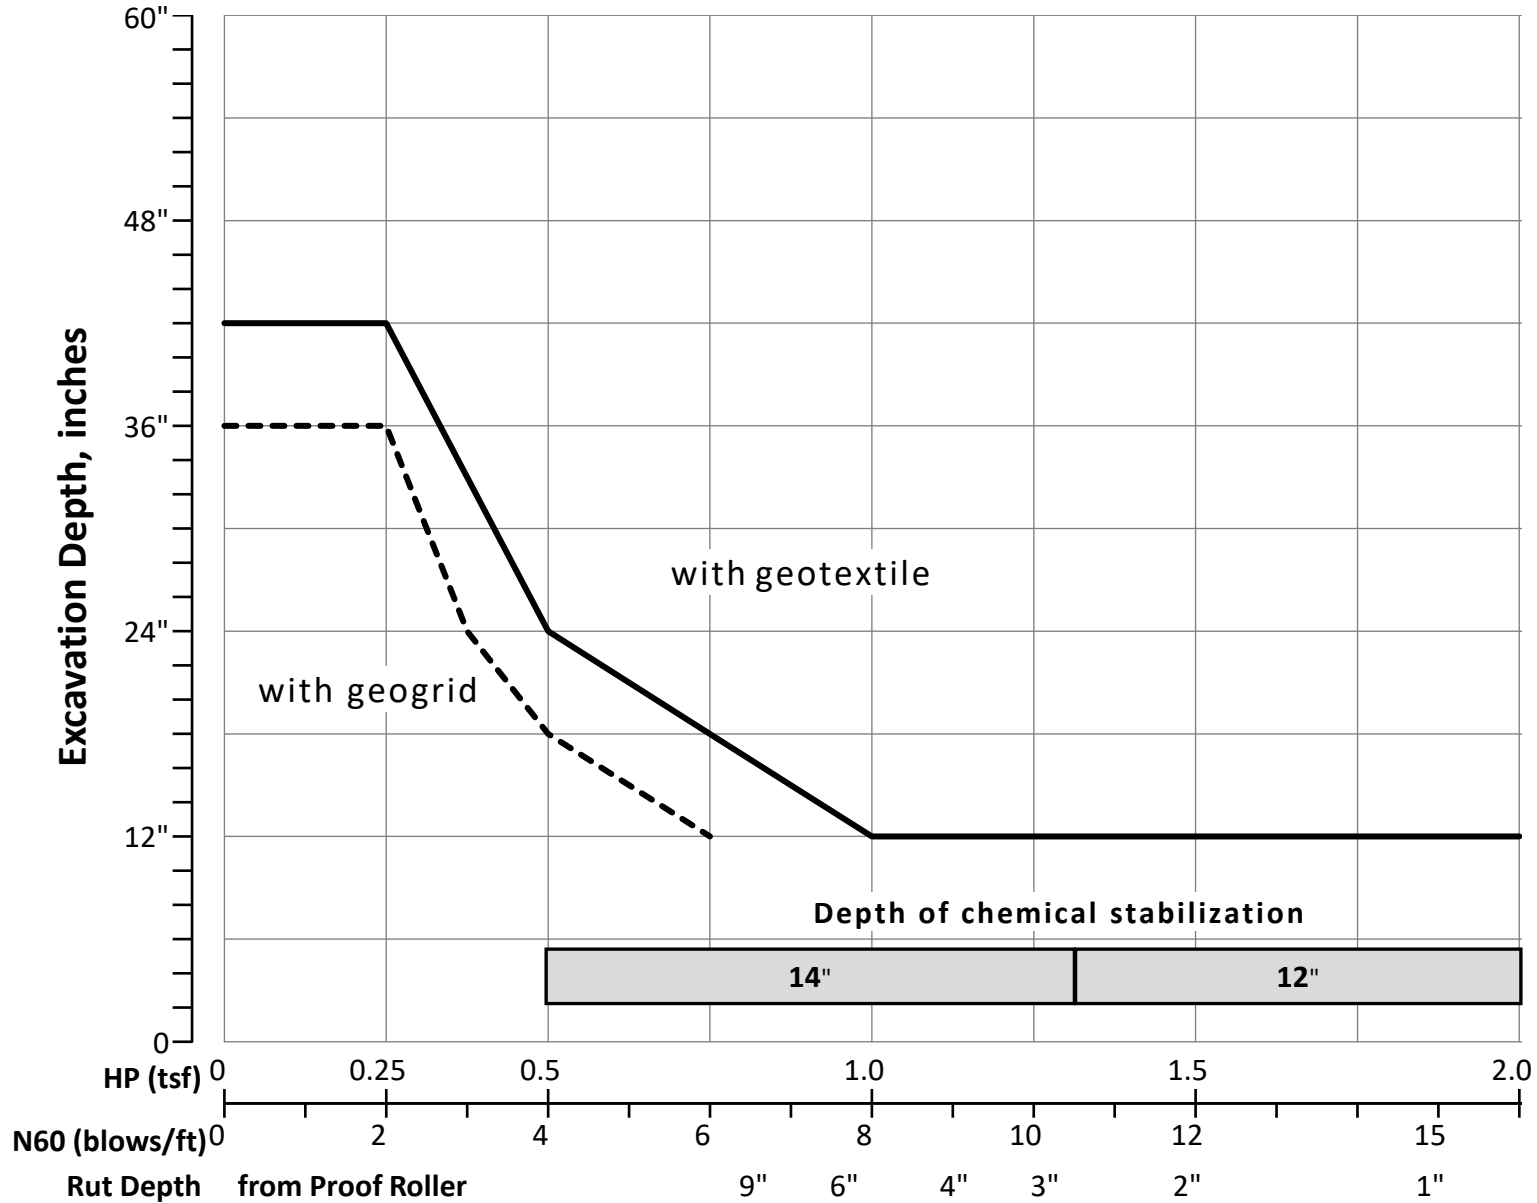 60"
48"
36"
24"
12"
0
Excavation Depth, inches
with geotextile
with geogrid
Depth of chemical stabilization
14" 12"
HP (tsf) 0 0.25 0.5 1.0 1.5 2.0
N60 (blows/ft) 0 2 4 6 8 10 12 15
Rut Depth from Proof Roller 9" 6" 4" 3" 2" 1"